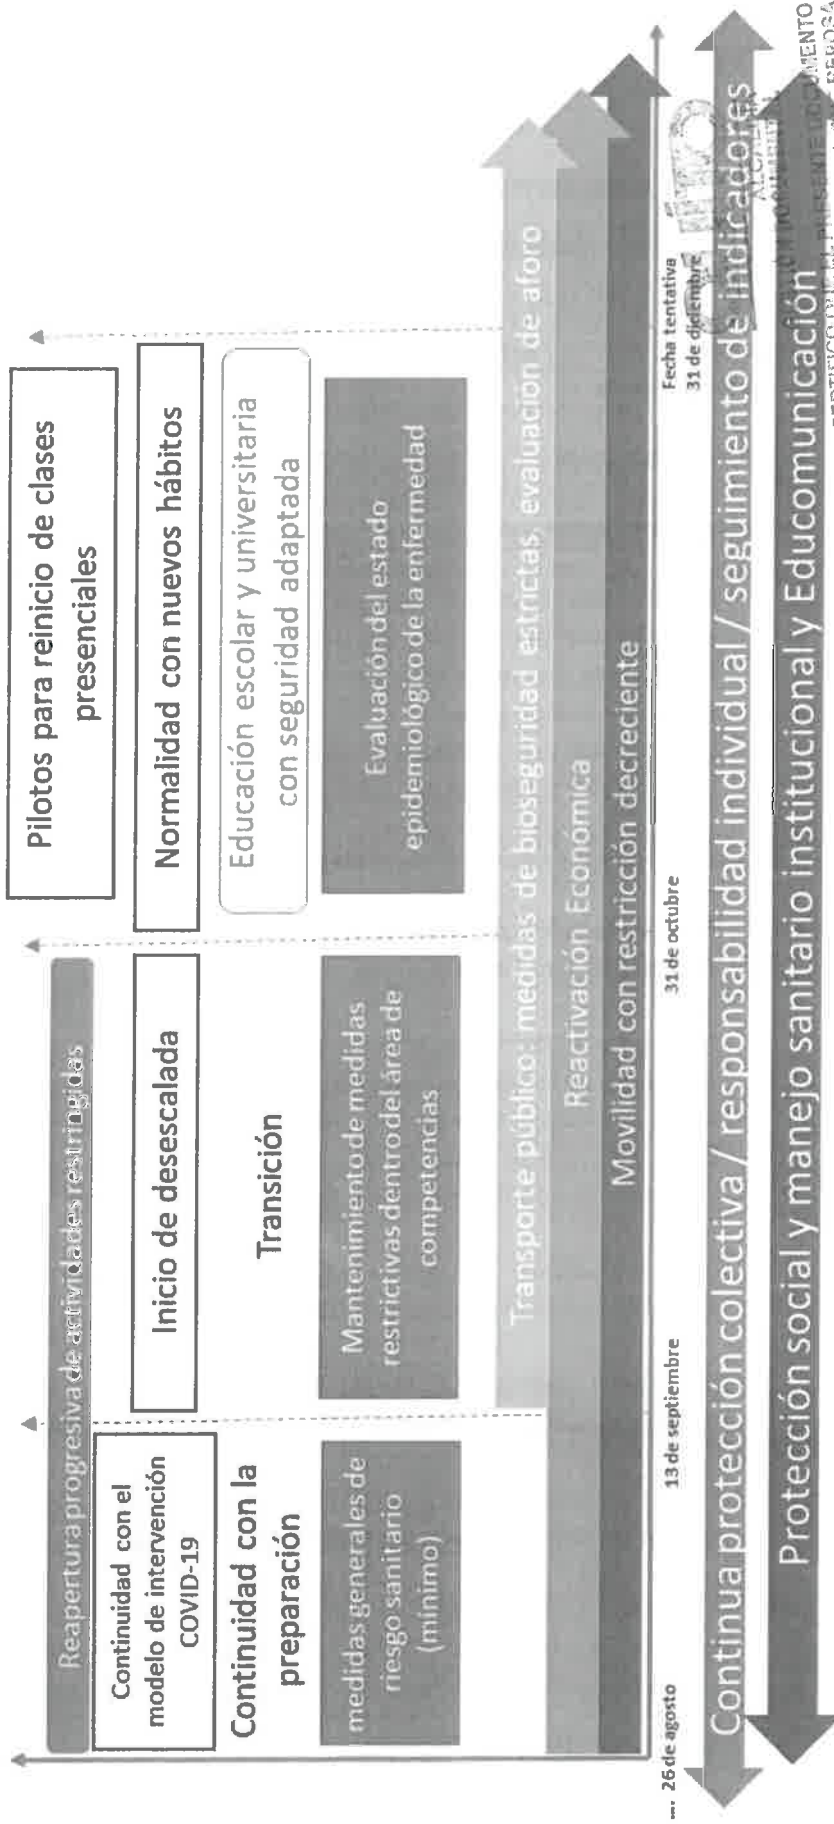 Reapertura progresiva de actividades restringidas
Continuidad con el
modelo de intervención
COVID-19
Continuidad con la
preparación
medidas generales de
riesgo sanitario
(mínimo)
Inicio de desescalada
Transición
Mantenimiento de medidas
restrictivas dentro del área de
competencias
Pilotos para reinicio de clases
presenciales
Normalidad con nuevos hábitos
Educación escolar y universitaria
con seguridad adaptada
Evaluación del estado
epidemiológico de la enfermedad
Transporte público: medidas de bioseguridad estrictas, evaluación de aforo
Reactivación Económica
Movilidad con restricción decreciente
... 26 de agosto
13 de septiembre
31 de octubre
Fecha tentativa
31 de diciembre
Continua protección colectiva / responsabilidad individual / seguimiento de indicadores
Protección social y manejo sanitario institucional y Educomunicación
QUE EL PRESENTE DOCUMENTO